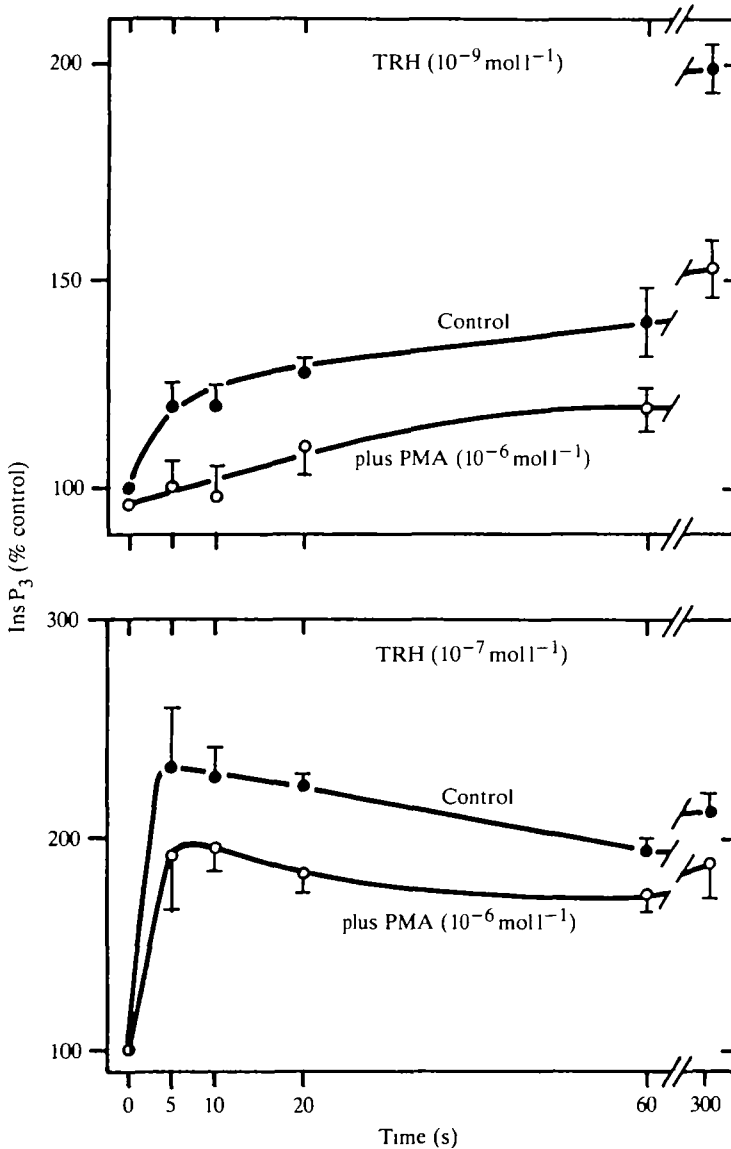 TRH (10⁻⁹ mol l⁻¹)
200
150
100
Control
plus PMA (10⁻⁶ mol l⁻¹)
Ins P₃ (% control)
TRH (10⁻⁷ mol l⁻¹)
300
250
200
100
Control
plus PMA (10⁻⁶ mol l⁻¹)
0 5 10 20 60 300
Time (s)